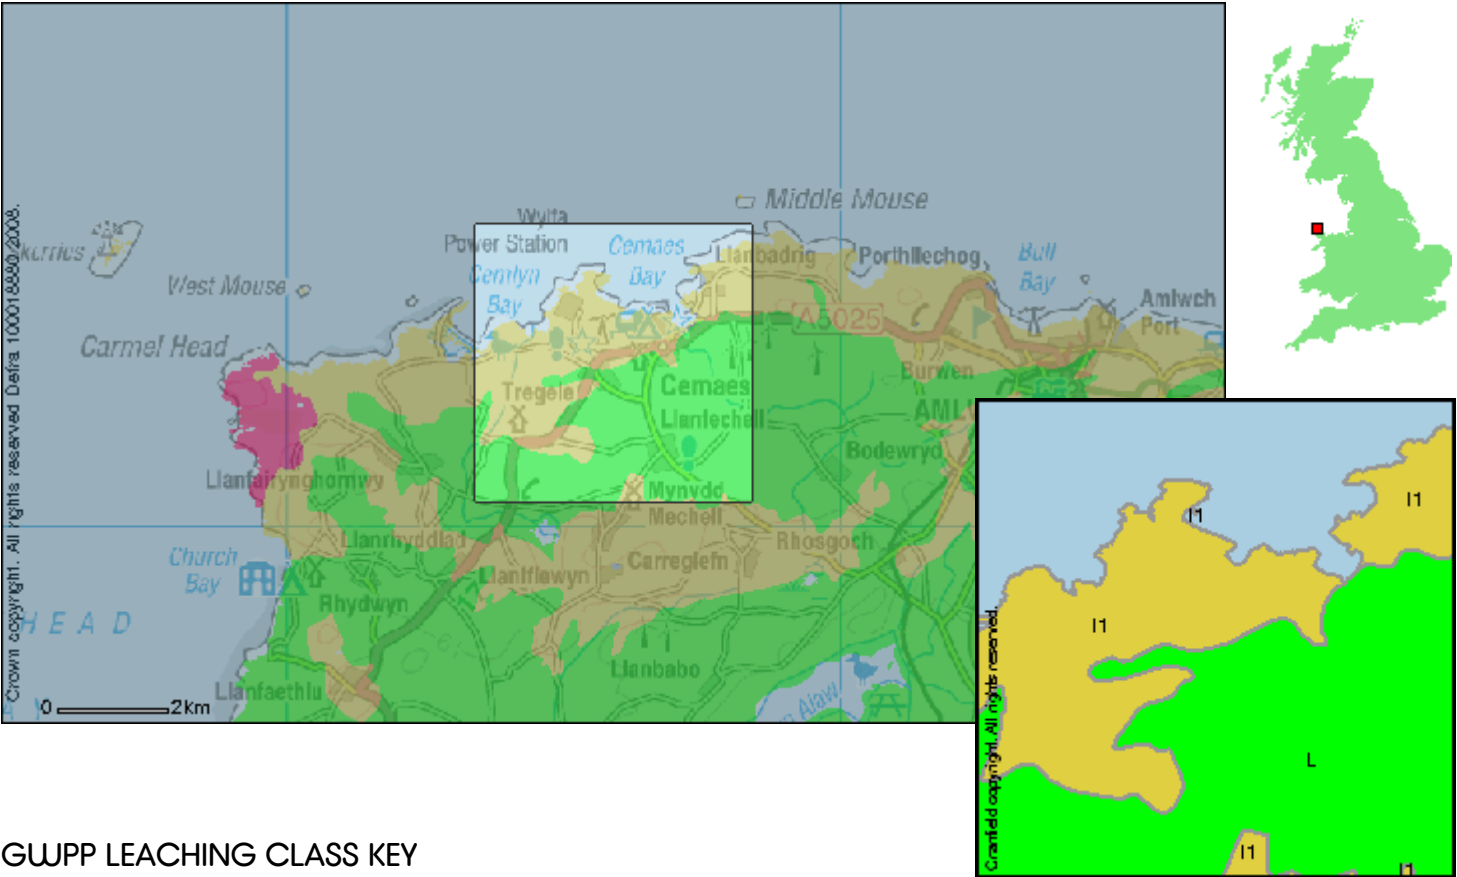 Middle Mouse
Wylfa
Power Station
Cemaes
Bay
Llanbadrig
Porthllechog
Bull
Bay
Cemlyn
Bay
West Mouse
Amlwch
Port
A5025
Carmel Head
Burwen
Tregele
Cemaes
Llanfechell
Bodewryd
Llanfairynghornwy
Mynydd
Mechell
Llanrhyddlad
Rhosgoch
Church
Bay
Carreglefn
Llanfflewyn
Rhydwyn
HEAD
Llanbabo
Llanfaethlu
Alaw
0
2km
Crown copyright. All rights reserved Defra 100018880/2008.
I1
I1
I1
L
I1
I1
Cranfield copyright. All rights reserved.
GWPP LEACHING CLASS KEY